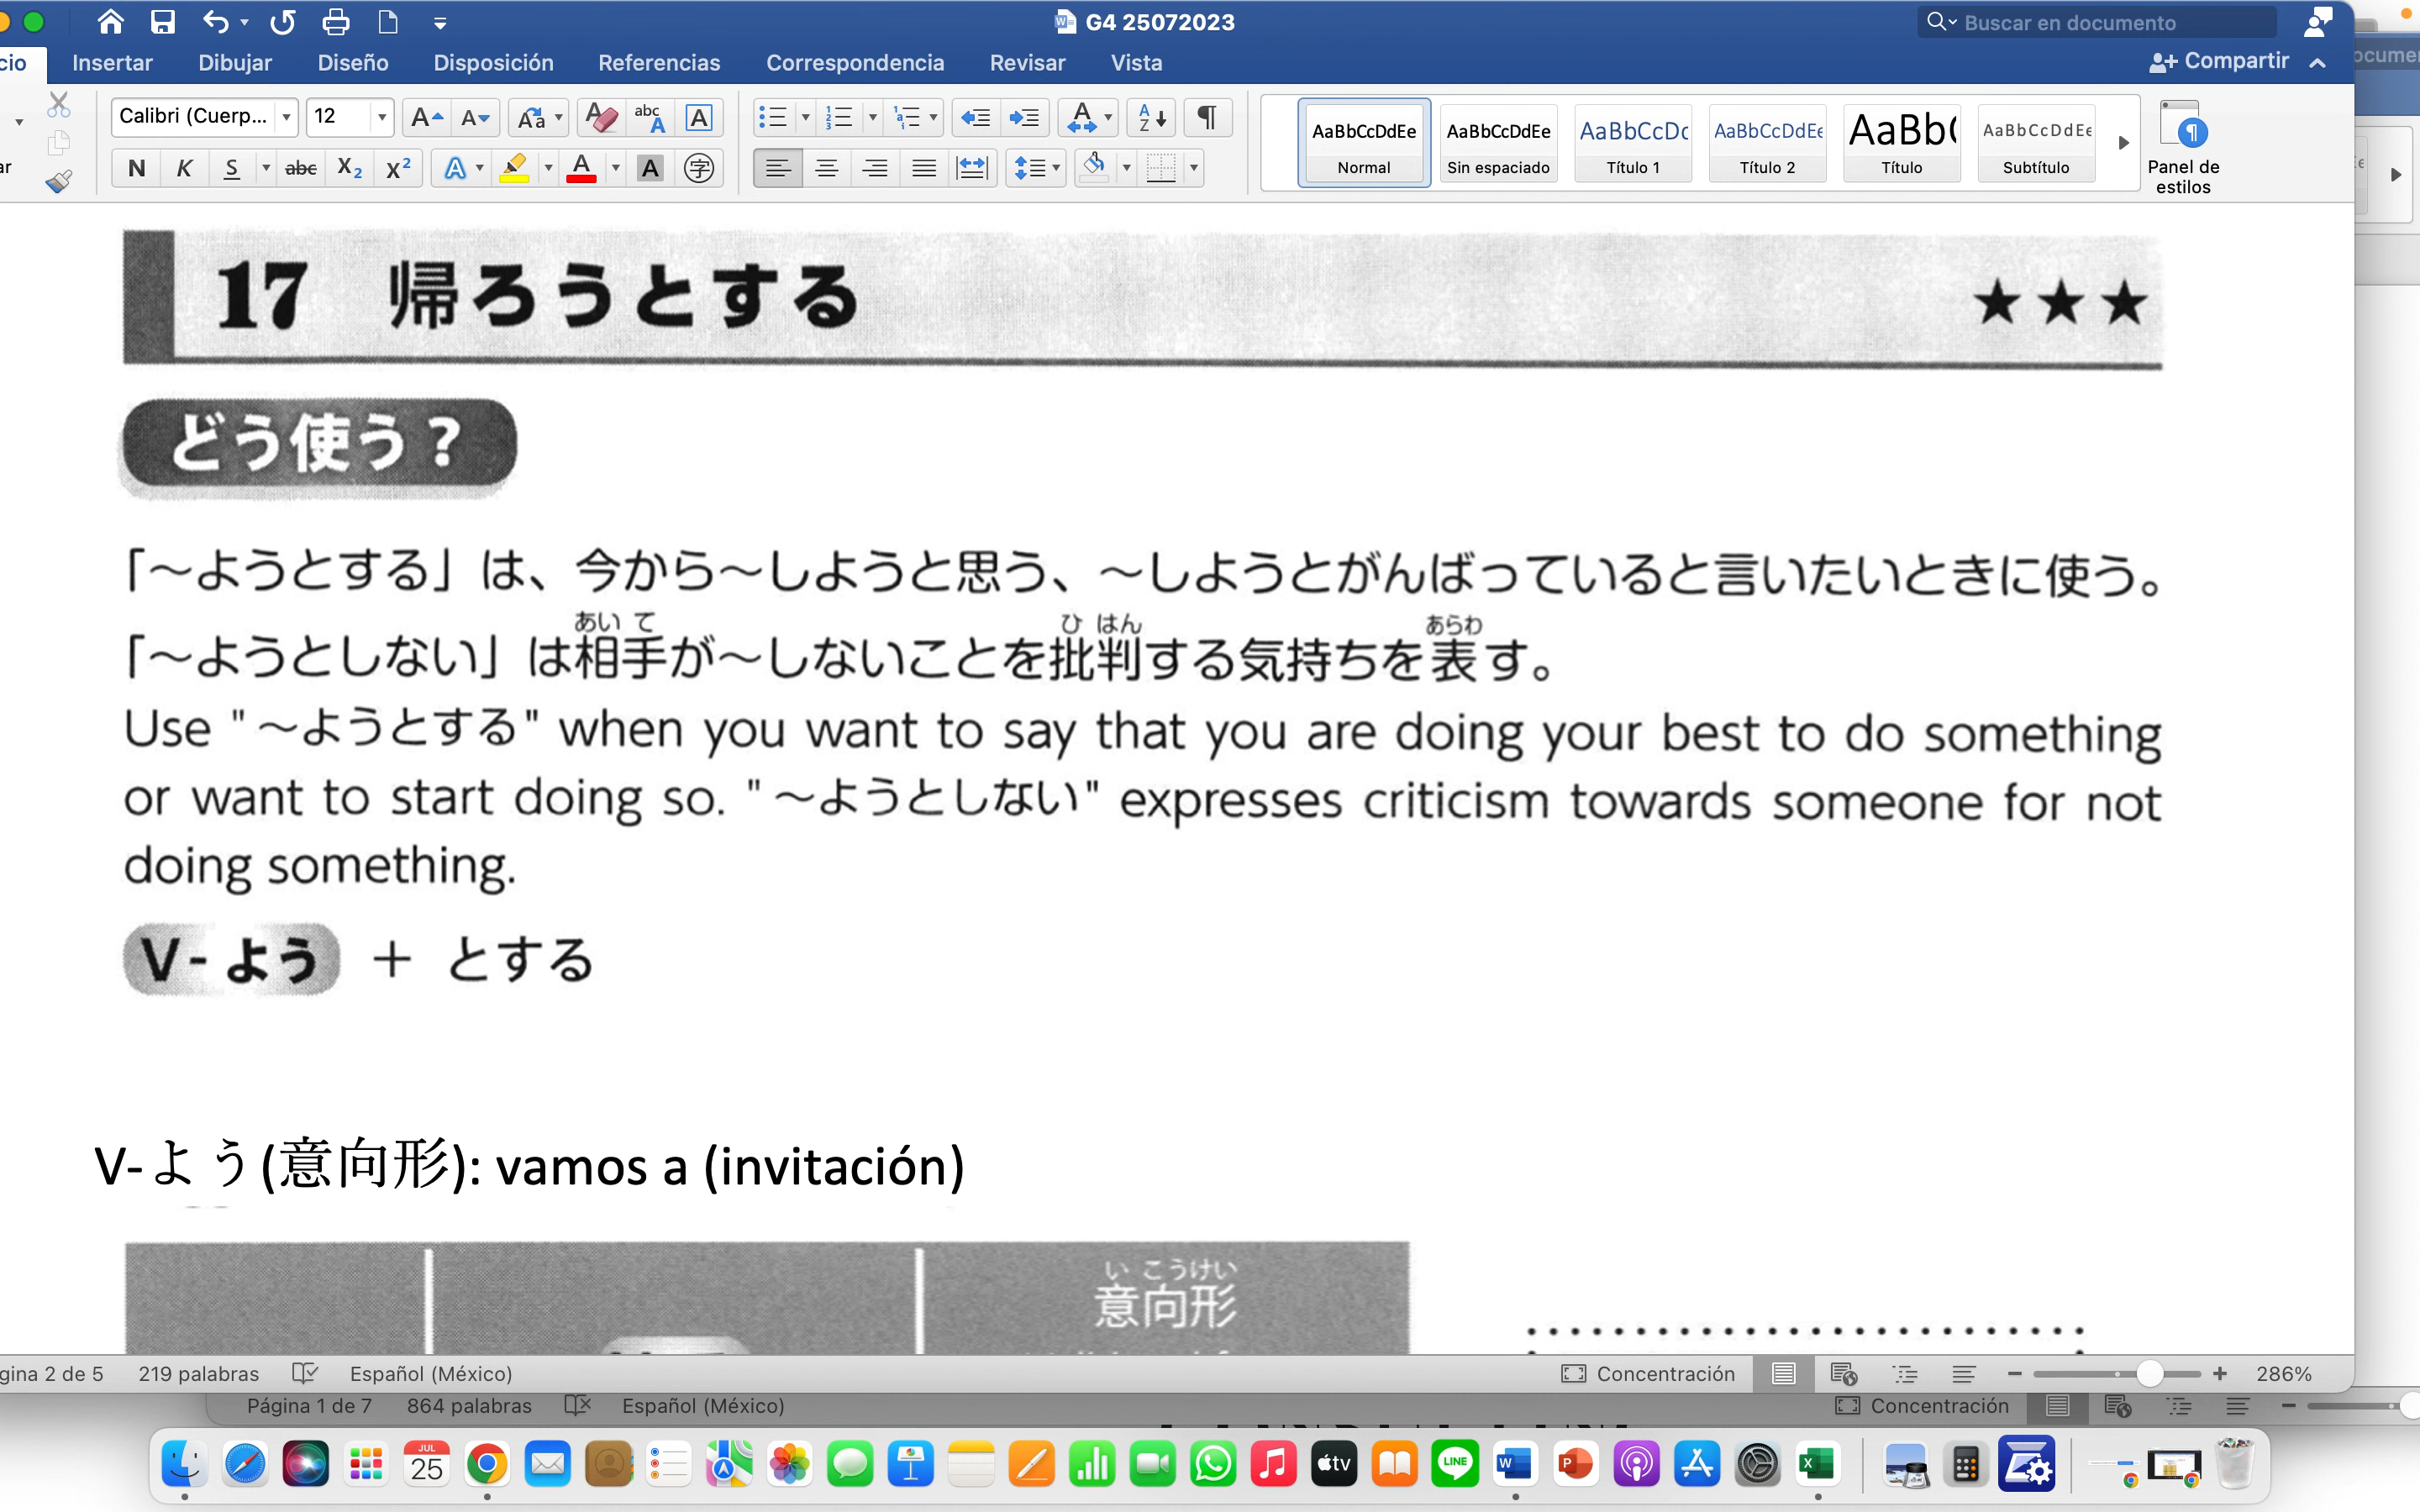 G4 25072023
Buscar en documento
cio Insertar Dibujar Diseño Disposición Referencias Correspondencia Revisar Vista
Compartir
Calibri (Cuerp... 12
AaBbCcDdEe AaBbCcDdEe AaBbCcDc AaBbCcDdEe AaBb( AaBbCcDdEe
Normal Sin espaciado Título 1 Título 2 Título Subtítulo
Panel de
estilos
N K S abc X2 X2
17 帰ろうとする ★★★
どう使う?
「〜ようとする」は、今から〜しようと思う、〜しようとがんばっていると言いたいときに使う。
あいて ひはん あらわ
「〜ようとしない」は相手が〜しないことを批判する気持ちを表す。
Use "〜ようとする" when you want to say that you are doing your best to do something
or want to start doing so. "〜ようとしない" expresses criticism towards someone for not
doing something.
V-よう + とする
V-よう(意向形): vamos a (invitación)
いこうけい
意向形
gina 2 de 5 219 palabras Español (México) Concentración 286%
Página 1 de 7 864 palabras Español (México) Concentración
JUL
25
tv
LINE